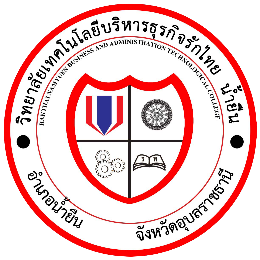 วิทยาลัยเทคโนโลยีบริหารธุรกิจรักไทย น้ำยืน
RAKTHAI NAMYUEN BUSINESS AND ADMINISTRATION TECHNOLOGICAL COLLEGE
อำเภอน้ำยืน
จังหวัดอุบลราชธานี